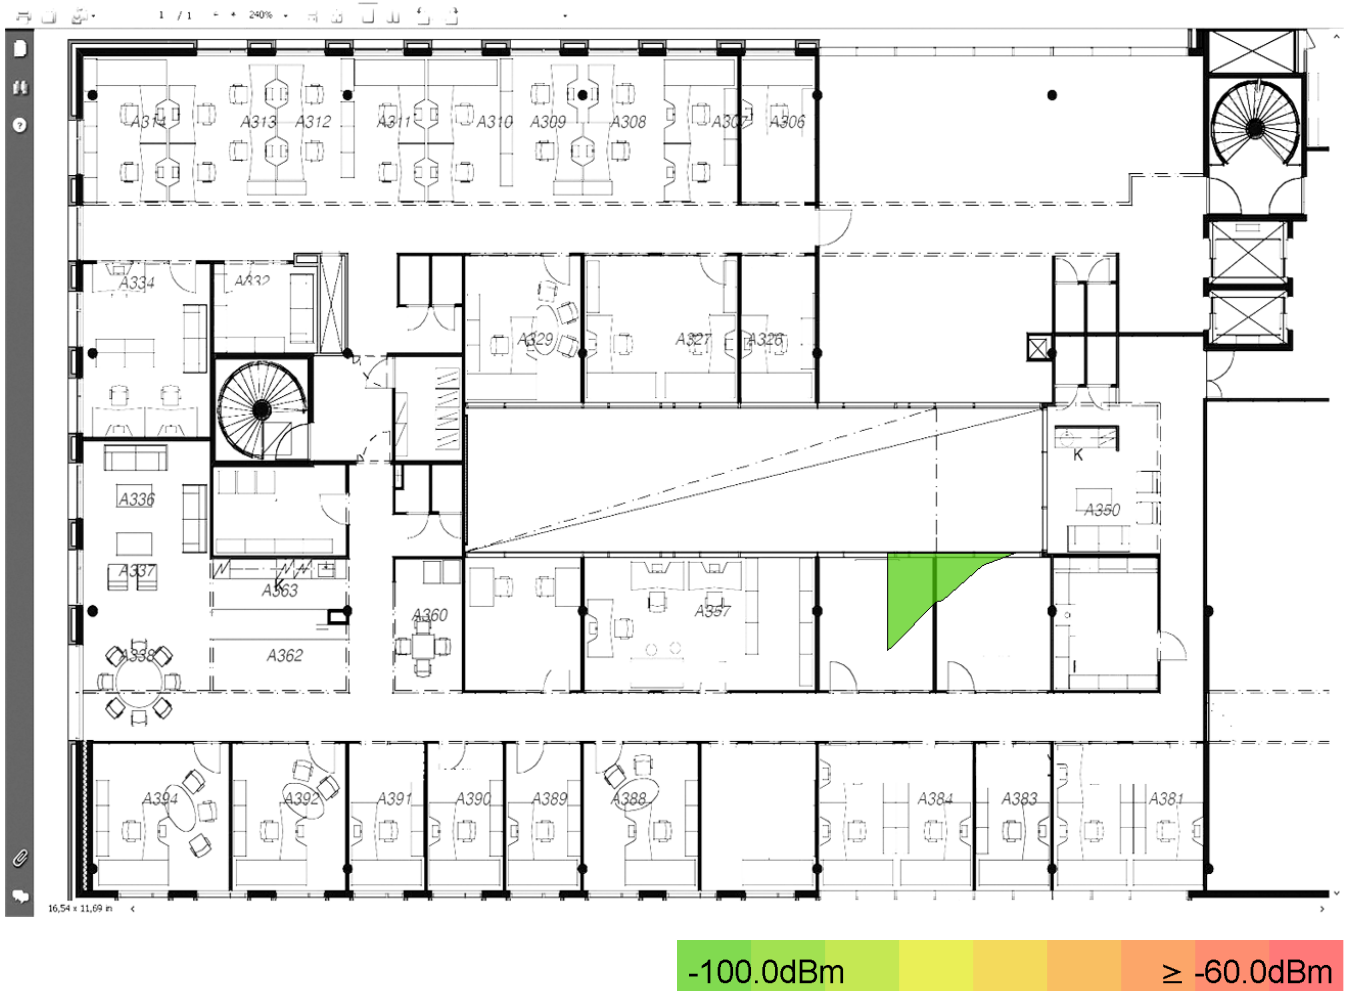 1 / 1 240%
A314 A313 A312 A311 A310 A309 A308 A307 A306
A334 A332
A329 A327 A326
K
A336 A350
A337 A363 K
A360 A357
A338 A362
A394 A392 A391 A390 A389 A388 A384 A383 A381
16,54 x 11,69 in
-100.0dBm ≥ -60.0dBm